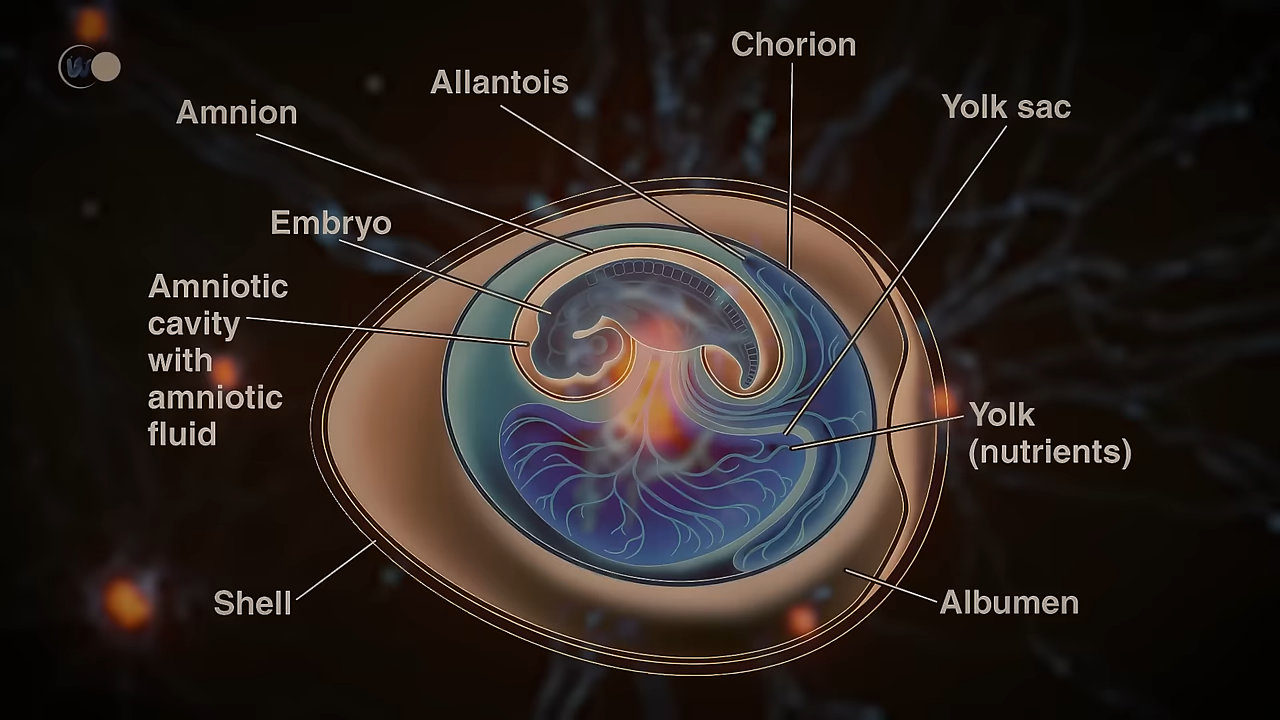 Chorion
Allantois
Yolk sac
Amnion
Embryo
Amniotic
cavity
with
amniotic
fluid
Yolk
(nutrients)
Shell
Albumen